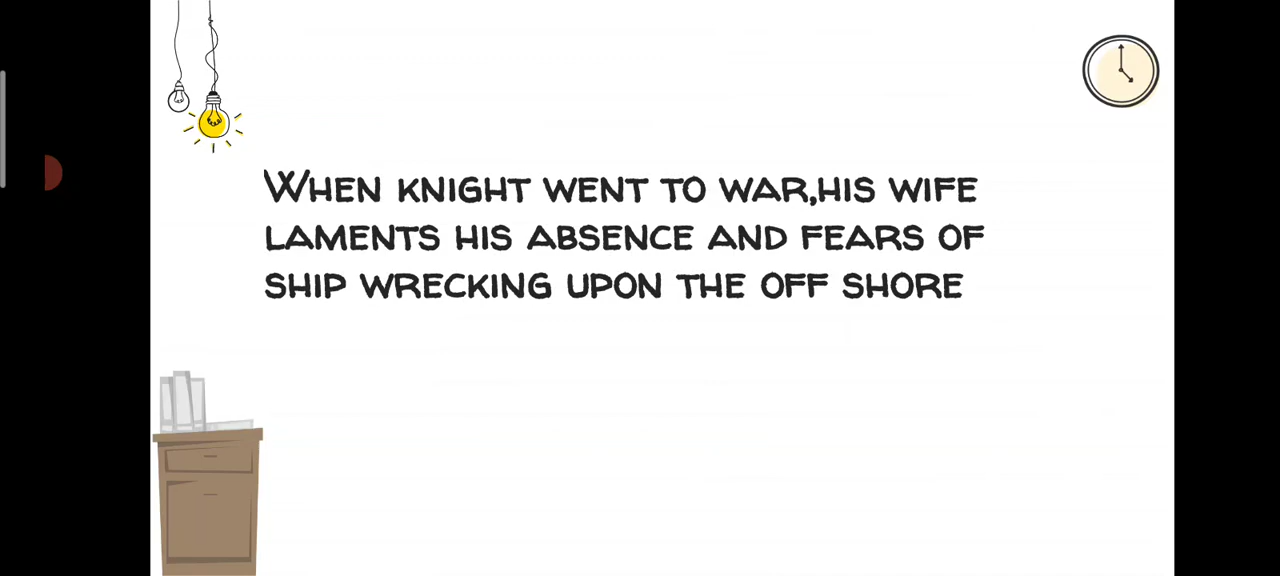 WHEN KNIGHT WENT TO WAR,HIS WIFE
LAMENTS HIS ABSENCE AND FEARS OF
SHIP WRECKING UPON THE OFF SHORE